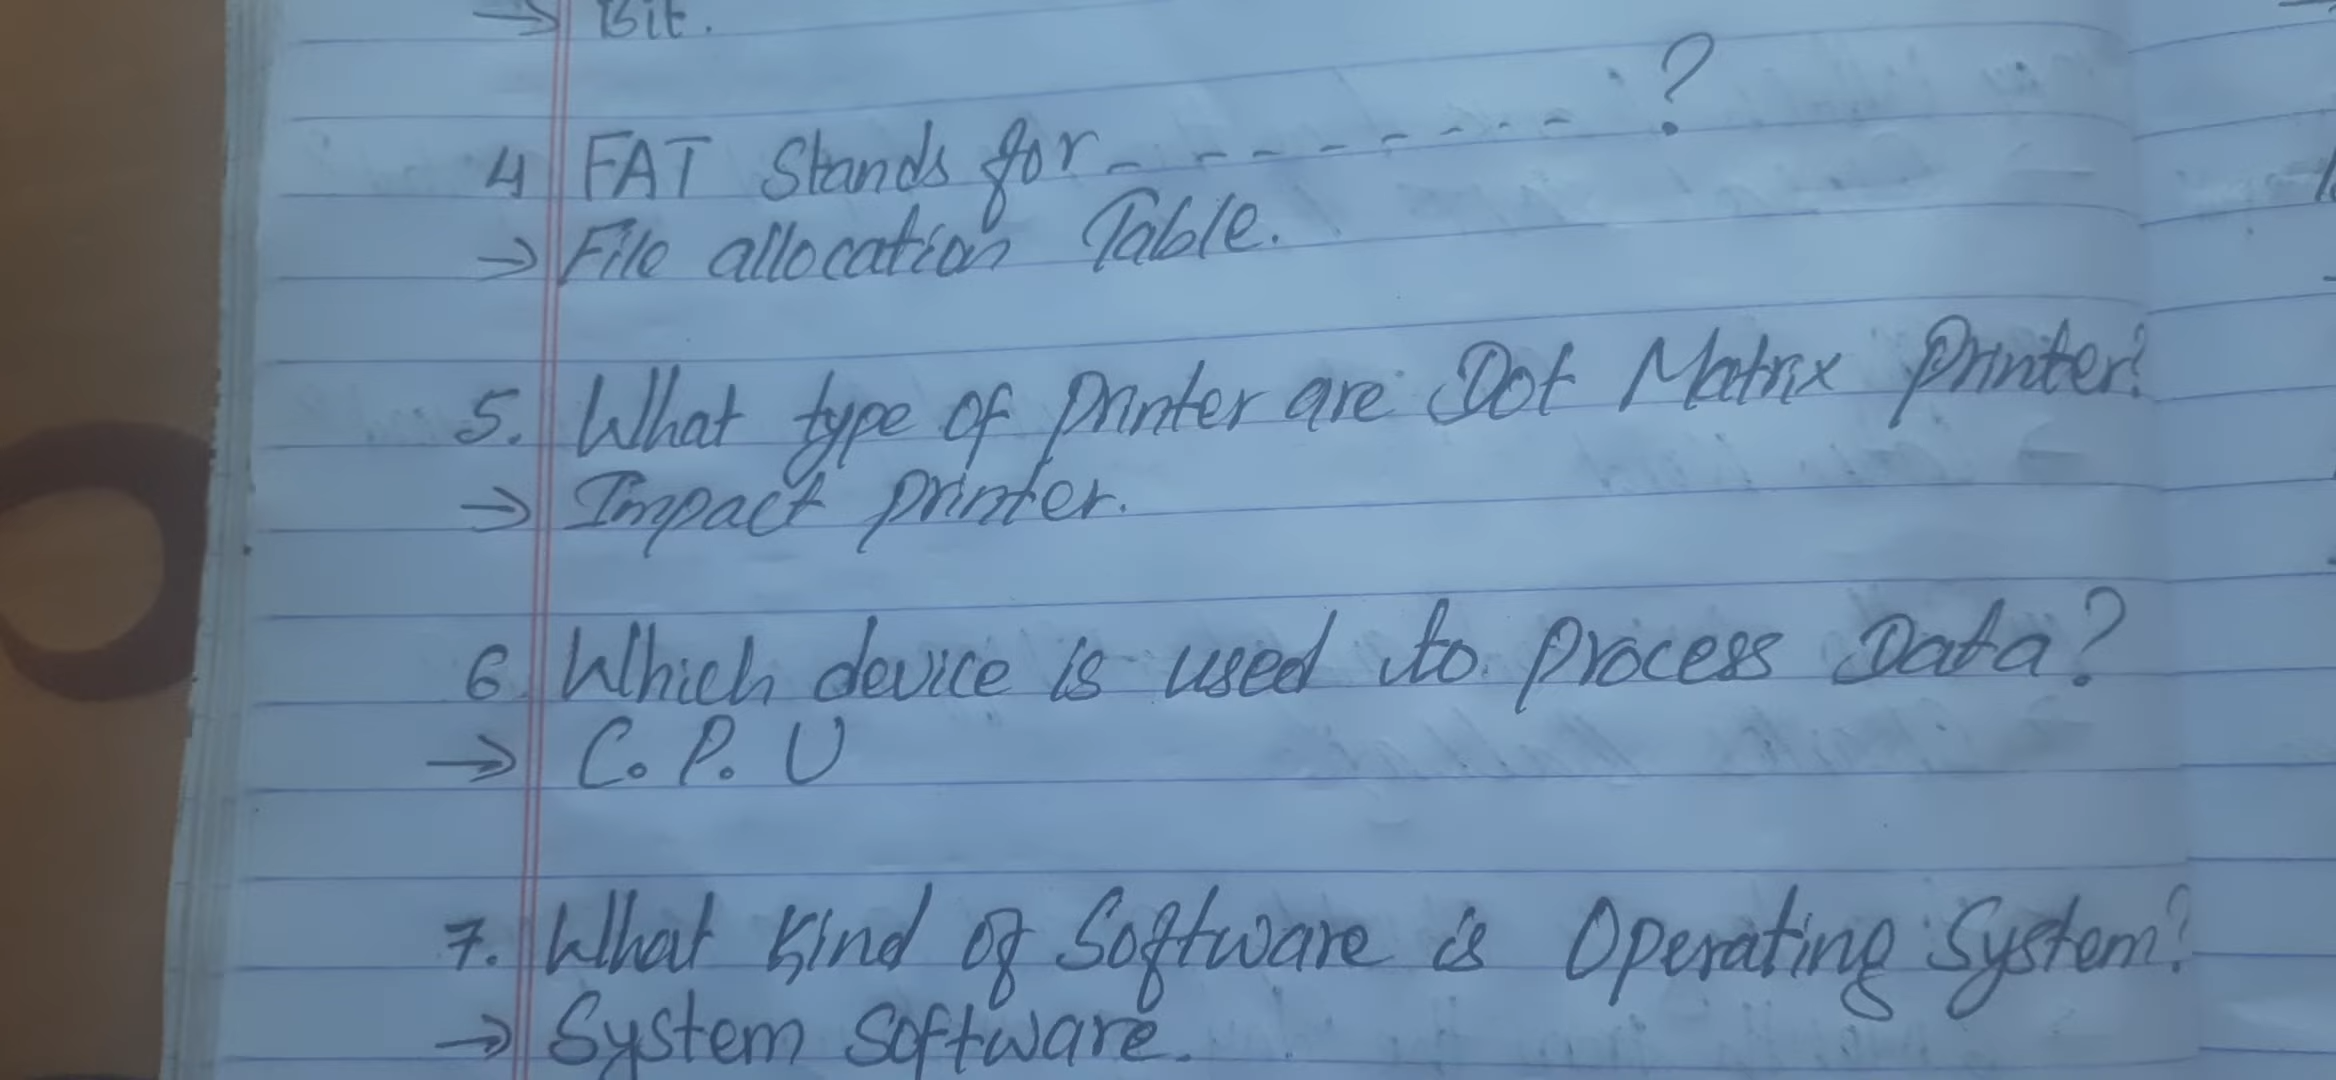 → Bit.
4 FAT Stands for - - - - - - - - ?
→ File allocation Table.
5. What type of printer are Dot Matrix printer?
→ Impact printer.
6. Which device is used to process Data?
→ C. P. U
7. What Kind of Software is Operating System?
→ System Software.